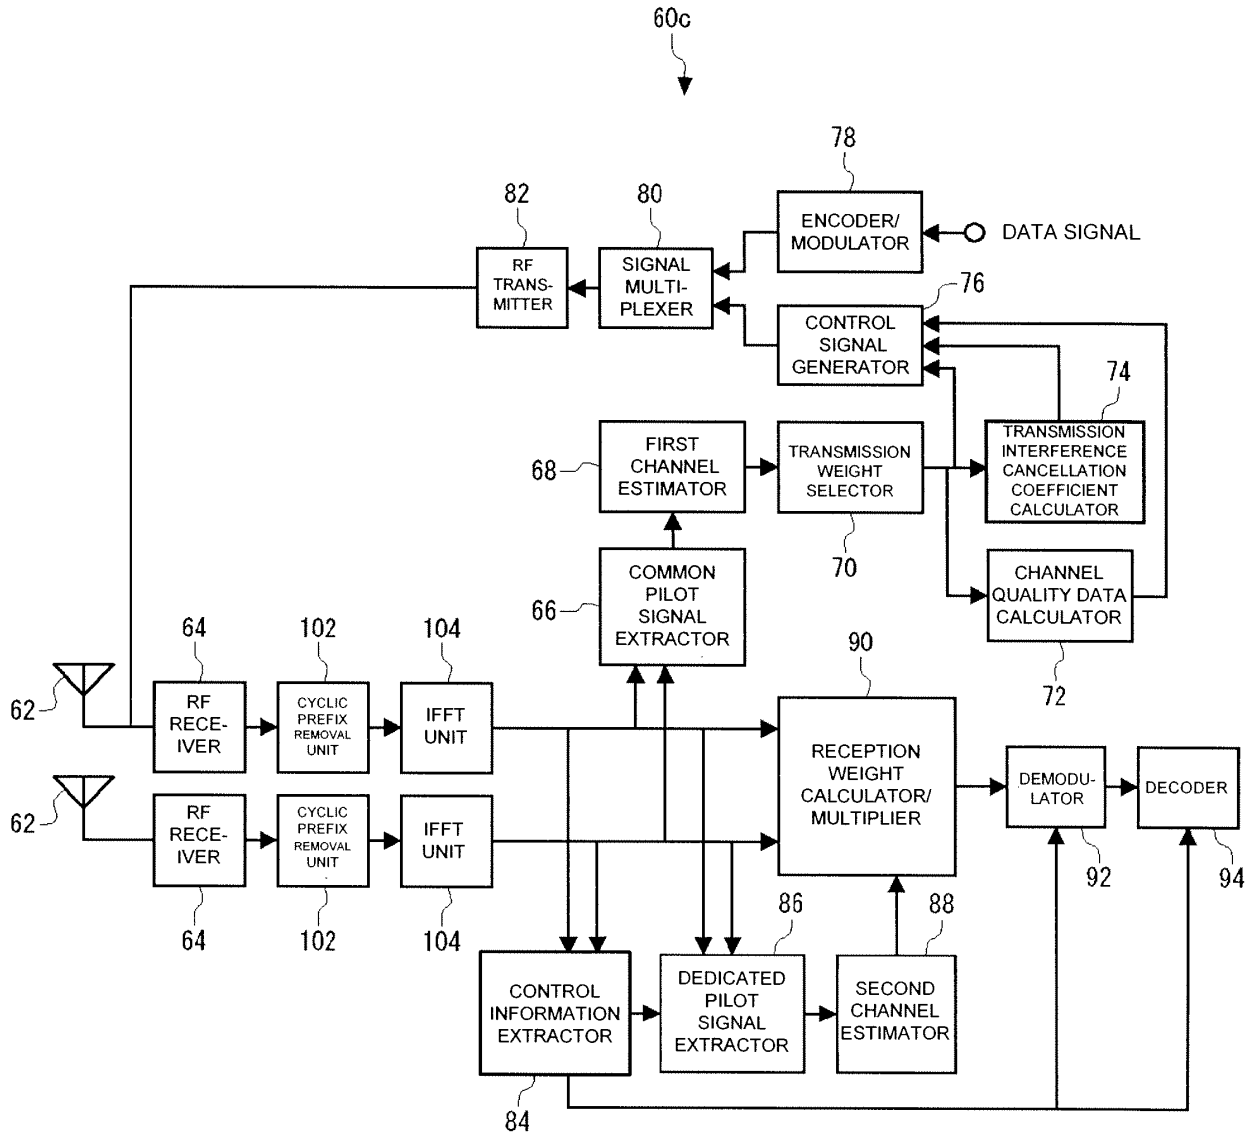 60c
78
82
80
ENCODER/
MODULATOR
DATA SIGNAL
RF
TRANS-
MITTER
SIGNAL
MULTI-
PLEXER
76
CONTROL
SIGNAL
GENERATOR
74
68
FIRST
CHANNEL
ESTIMATOR
TRANSMISSION
WEIGHT
SELECTOR
TRANSMISSION
INTERFERENCE
CANCELLATION
COEFFICIENT
CALCULATOR
70
66
COMMON
PILOT
SIGNAL
EXTRACTOR
CHANNEL
QUALITY DATA
CALCULATOR
72
64
102
104
90
62
RF
RECE-
IVER
CYCLIC
PREFIX
REMOVAL
UNIT
IFFT
UNIT
RECEPTION
WEIGHT
CALCULATOR/
MULTIPLIER
DEMODU-
LATOR
DECODER
62
RF
RECE-
IVER
CYCLIC
PREFIX
REMOVAL
UNIT
IFFT
UNIT
92
94
64
102
104
86
88
CONTROL
INFORMATION
EXTRACTOR
DEDICATED
PILOT
SIGNAL
EXTRACTOR
SECOND
CHANNEL
ESTIMATOR
84